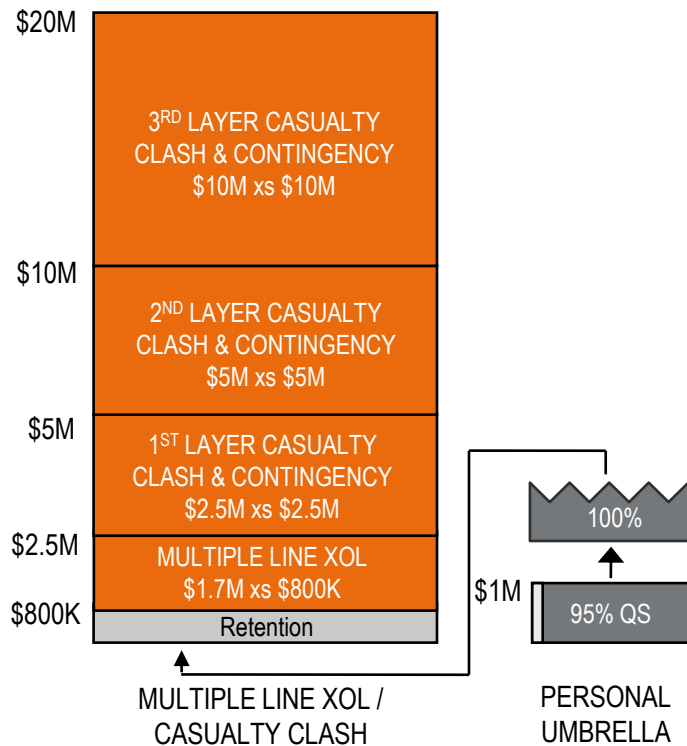 $20M
3RD LAYER CASUALTY
CLASH & CONTINGENCY
$10M xs $10M
$10M
2ND LAYER CASUALTY
CLASH & CONTINGENCY
$5M xs $5M
$5M
1ST LAYER CASUALTY
CLASH & CONTINGENCY
$2.5M xs $2.5M
$2.5M
MULTIPLE LINE XOL
$1.7M xs $800K
$800K
Retention
MULTIPLE LINE XOL /
CASUALTY CLASH
100%
$1M
95% QS
PERSONAL
UMBRELLA